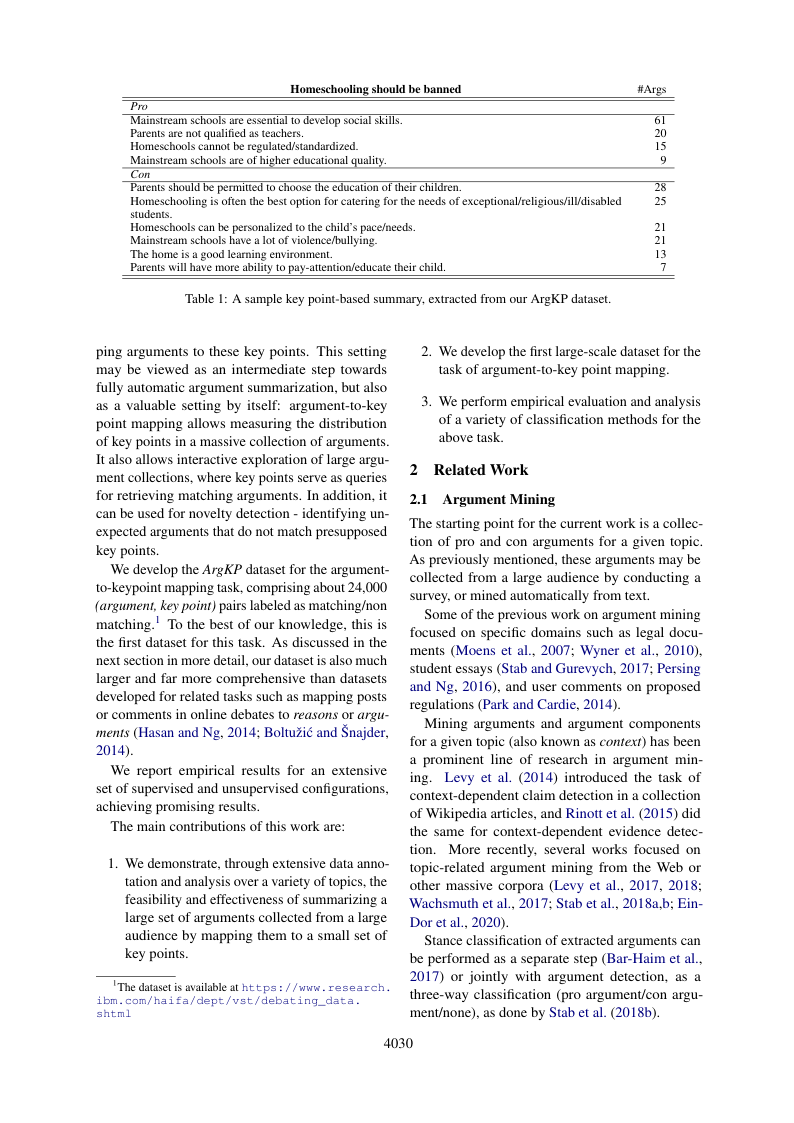 Homeschooling should be banned #Args
Pro
Mainstream schools are essential to develop social skills. 61
Parents are not qualified as teachers. 20
Homeschools cannot be regulated/standardized. 15
Mainstream schools are of higher educational quality. 9
Con
Parents should be permitted to choose the education of their children. 28
Homeschooling is often the best option for catering for the needs of exceptional/religious/ill/disabled 25
students.
Homeschools can be personalized to the child's pace/needs. 21
Mainstream schools have a lot of violence/bullying. 21
The home is a good learning environment. 13
Parents will have more ability to pay-attention/educate their child. 7
Table 1: A sample key point-based summary, extracted from our ArgKP dataset.
ping arguments to these key points. This setting
may be viewed as an intermediate step towards
fully automatic argument summarization, but also
as a valuable setting by itself: argument-to-key
point mapping allows measuring the distribution
of key points in a massive collection of arguments.
It also allows interactive exploration of large argu-
ment collections, where key points serve as queries
for retrieving matching arguments. In addition, it
can be used for novelty detection - identifying un-
expected arguments that do not match presupposed
key points.
We develop the ArgKP dataset for the argument-
to-keypoint mapping task, comprising about 24,000
(argument, key point) pairs labeled as matching/non
matching.1 To the best of our knowledge, this is
the first dataset for this task. As discussed in the
next section in more detail, our dataset is also much
larger and far more comprehensive than datasets
developed for related tasks such as mapping posts
or comments in online debates to reasons or argu-
ments (Hasan and Ng, 2014; Boltužić and Šnajder,
2014).
We report empirical results for an extensive
set of supervised and unsupervised configurations,
achieving promising results.
The main contributions of this work are:
1. We demonstrate, through extensive data anno-
tation and analysis over a variety of topics, the
feasibility and effectiveness of summarizing a
large set of arguments collected from a large
audience by mapping them to a small set of
key points.
1The dataset is available at https://www.research.
ibm.com/haifa/dept/vst/debating_data.
shtml
2. We develop the first large-scale dataset for the
task of argument-to-key point mapping.
3. We perform empirical evaluation and analysis
of a variety of classification methods for the
above task.
2 Related Work
2.1 Argument Mining
The starting point for the current work is a collec-
tion of pro and con arguments for a given topic.
As previously mentioned, these arguments may be
collected from a large audience by conducting a
survey, or mined automatically from text.
Some of the previous work on argument mining
focused on specific domains such as legal docu-
ments (Moens et al., 2007; Wyner et al., 2010),
student essays (Stab and Gurevych, 2017; Persing
and Ng, 2016), and user comments on proposed
regulations (Park and Cardie, 2014).
Mining arguments and argument components
for a given topic (also known as context) has been
a prominent line of research in argument min-
ing. Levy et al. (2014) introduced the task of
context-dependent claim detection in a collection
of Wikipedia articles, and Rinott et al. (2015) did
the same for context-dependent evidence detec-
tion. More recently, several works focused on
topic-related argument mining from the Web or
other massive corpora (Levy et al., 2017, 2018;
Wachsmuth et al., 2017; Stab et al., 2018a,b; Ein-
Dor et al., 2020).
Stance classification of extracted arguments can
be performed as a separate step (Bar-Haim et al.,
2017) or jointly with argument detection, as a
three-way classification (pro argument/con argu-
ment/none), as done by Stab et al. (2018b).
4030